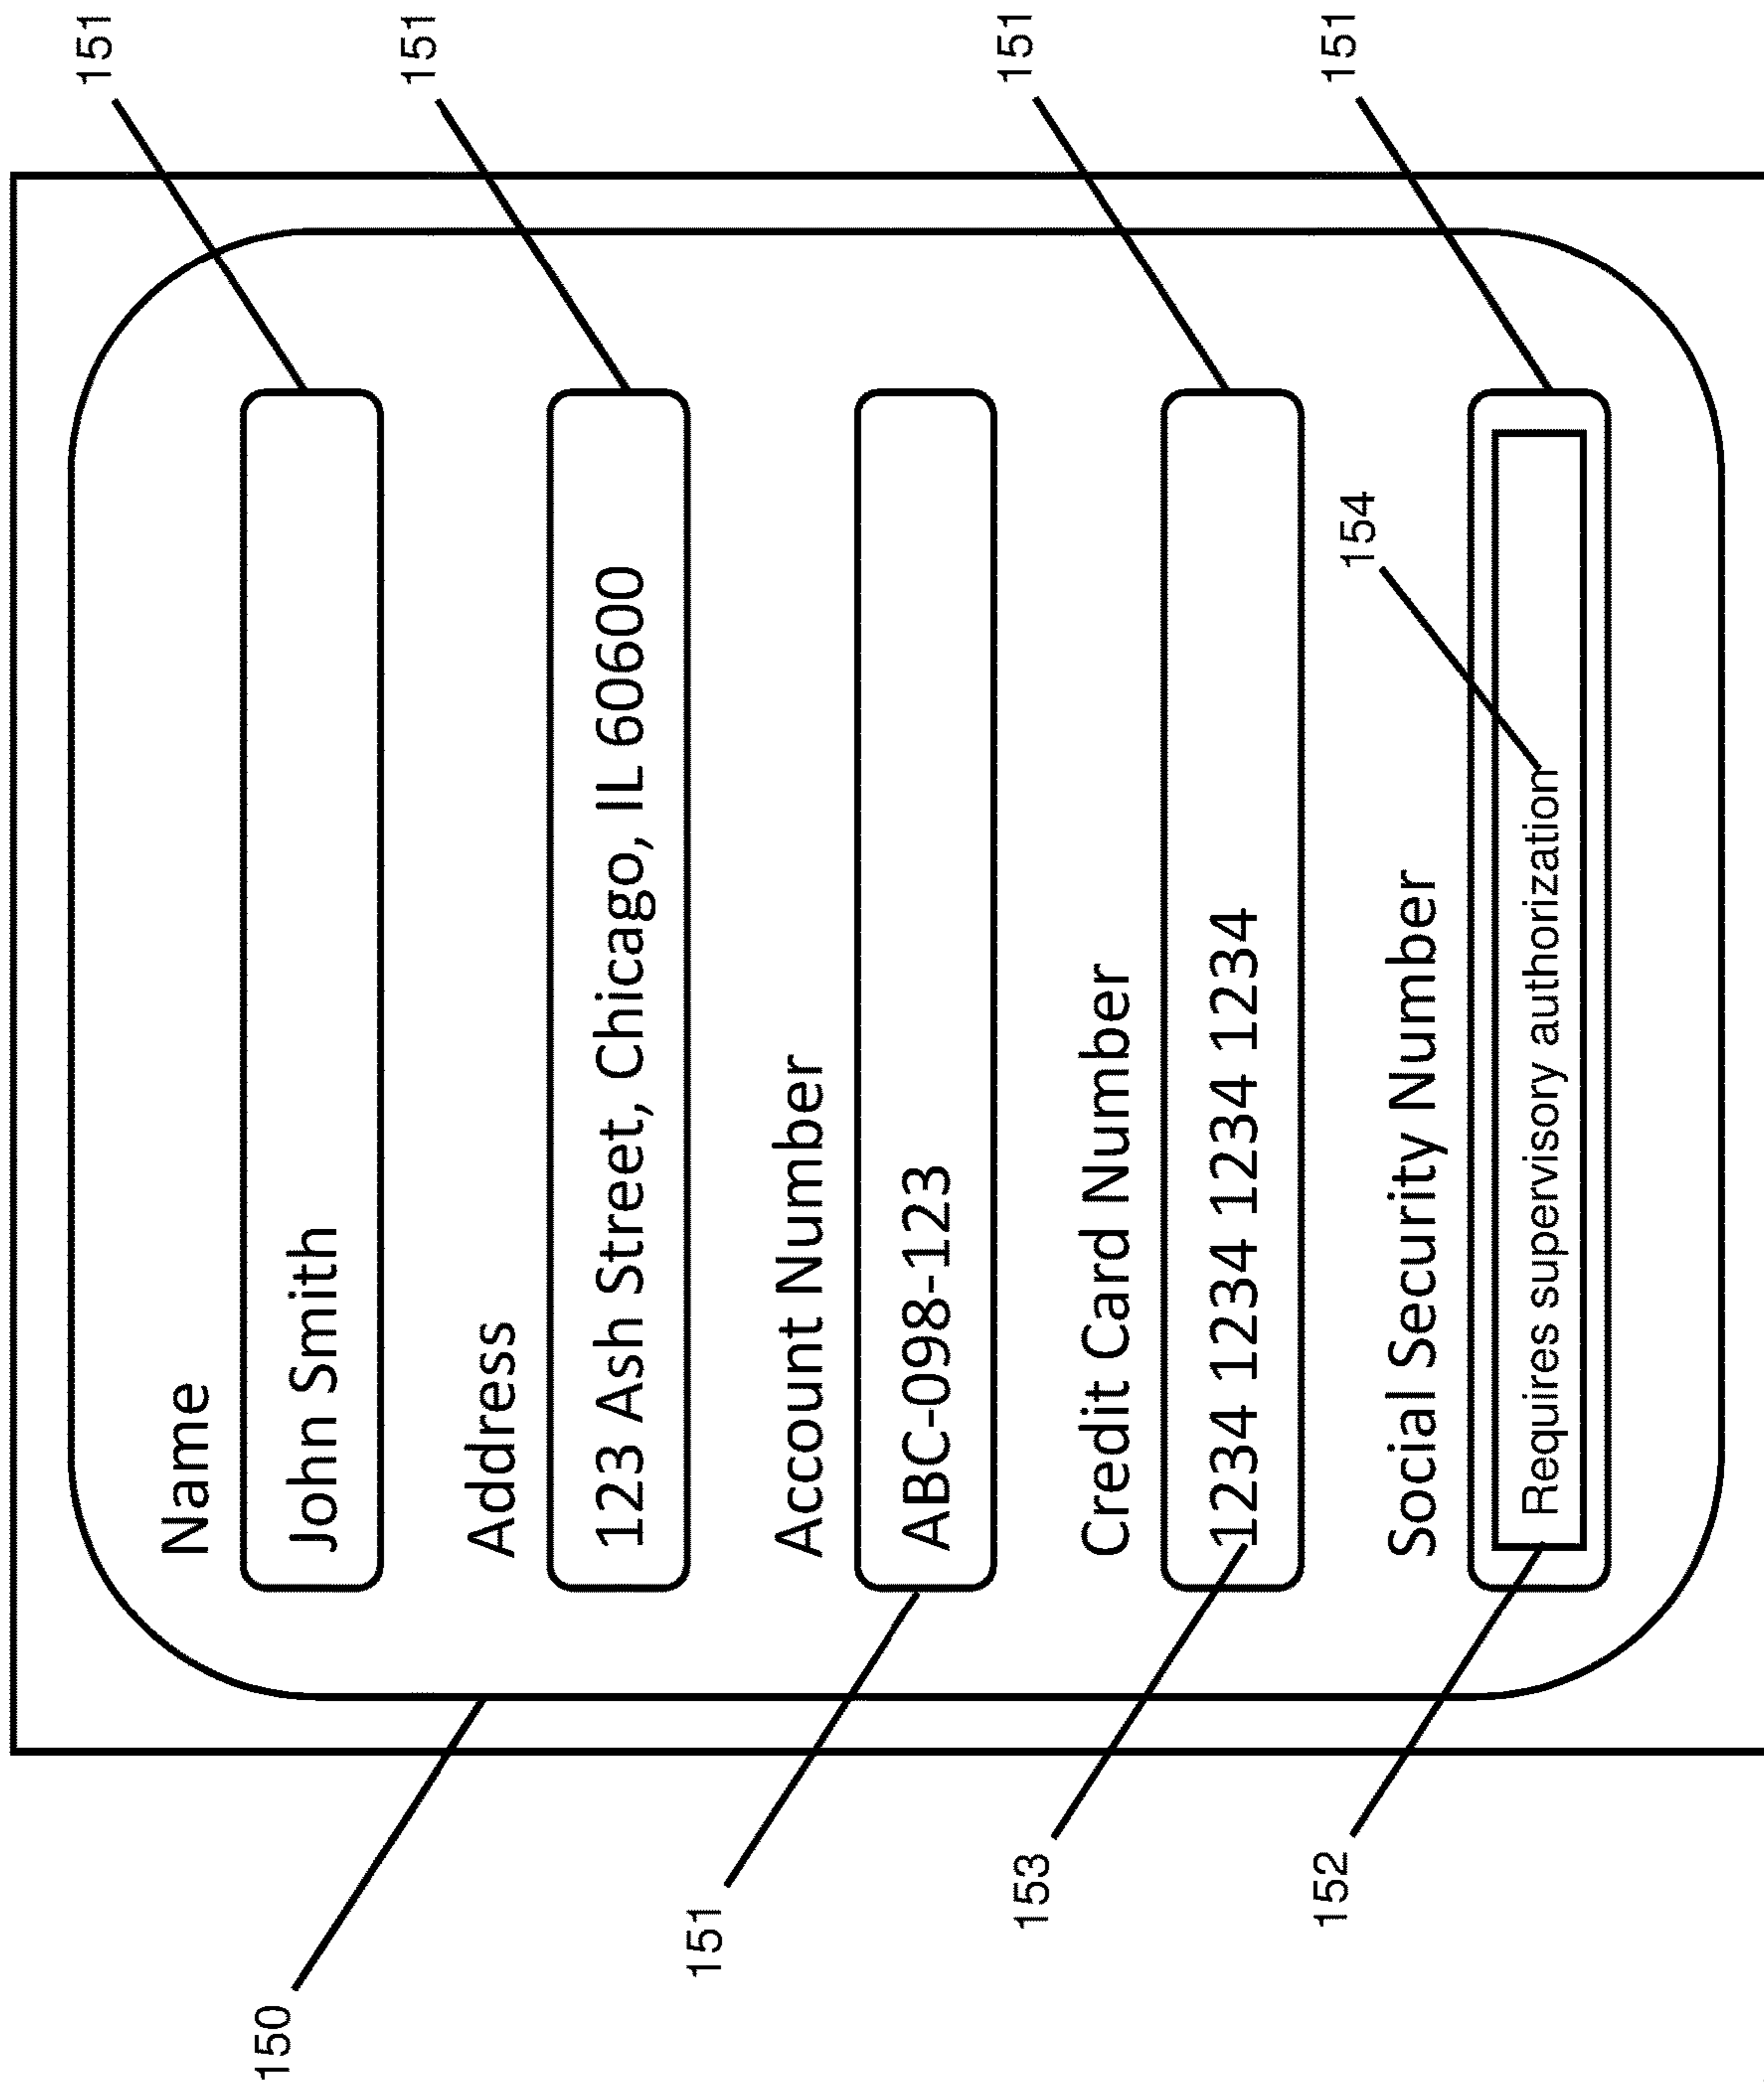 Name
151
John Smith
150
Address
151
123 Ash Street, Chicago, IL 60600
Account Number
151
ABC-098-123
Credit Card Number
151
153
1234 1234 1234 1234
Social Security Number
154
151
152
Requires supervisory authorization